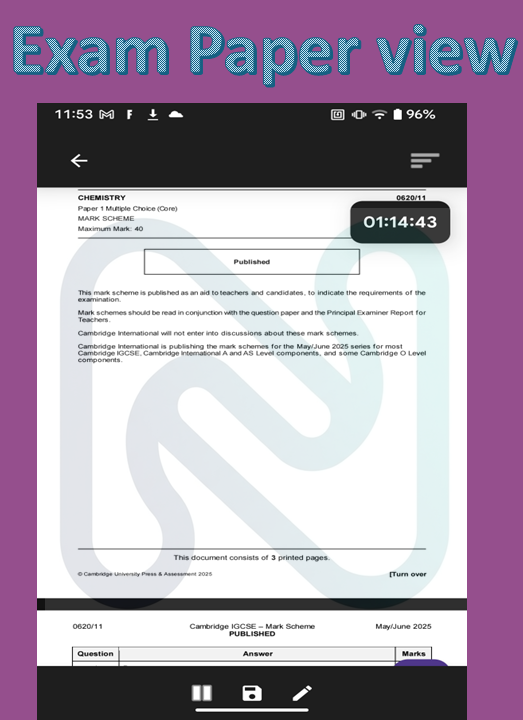 Exam Paper view
11:53
96%
CHEMISTRY 0620/11
Paper 1 Multiple Choice (Core)
MARK SCHEME
Maximum Mark: 40
01:14:43
Published
This mark scheme is published as an aid to teachers and candidates, to indicate the requirements of the
examination.
Mark schemes should be read in conjunction with the question paper and the Principal Examiner Report for
Teachers.
Cambridge International will not enter into discussions about these mark schemes.
Cambridge International is publishing the mark schemes for the May/June 2025 series for most
Cambridge IGCSE, Cambridge International A and AS Level components, and some Cambridge O Level
components.
This document consists of 3 printed pages.
© Cambridge University Press & Assessment 2025 [Turn over
0620/11 Cambridge IGCSE – Mark Scheme May/June 2025
PUBLISHED
Question Answer Marks